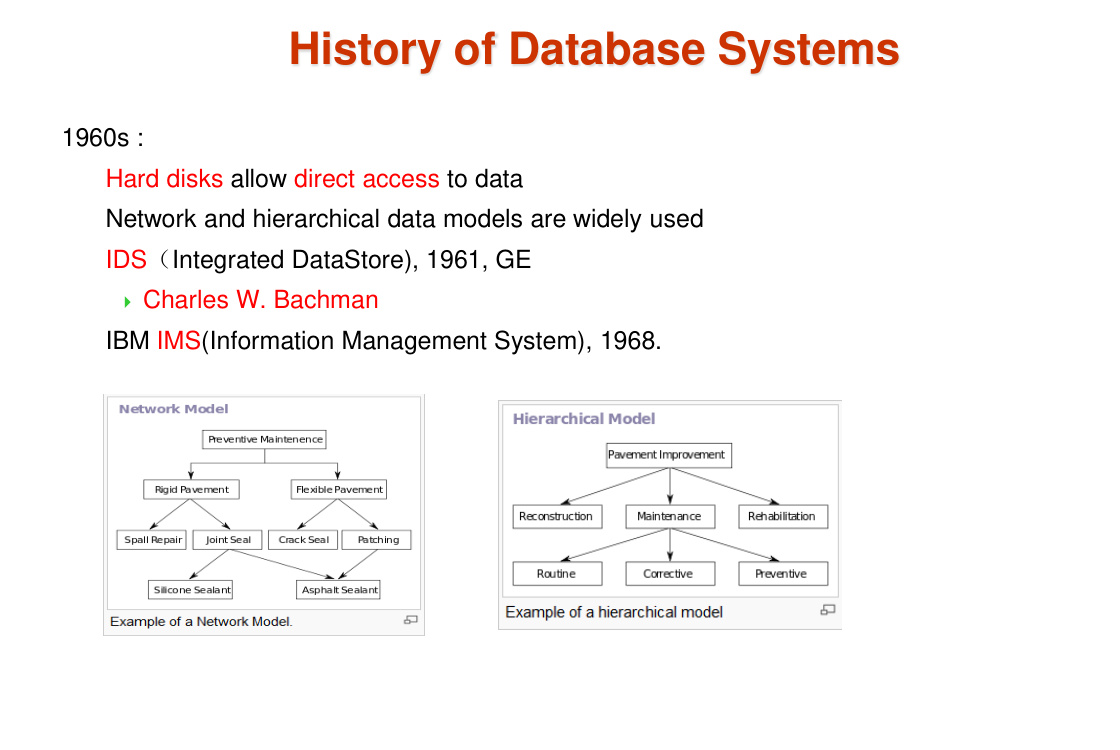 History of Database Systems
1960s :
Hard disks allow direct access to data
Network and hierarchical data models are widely used
IDS（Integrated DataStore), 1961, GE
Charles W. Bachman
IBM IMS(Information Management System), 1968.
Network Model
Preventive Maintenence
Rigid Pavement
Flexible Pavement
Spall Repair
Joint Seal
Crack Seal
Patching
Silicone Sealant
Asphalt Sealant
Example of a Network Model.
Hierarchical Model
Pavement Improvement
Reconstruction
Maintenance
Rehabilitation
Routine
Corrective
Preventive
Example of a hierarchical model